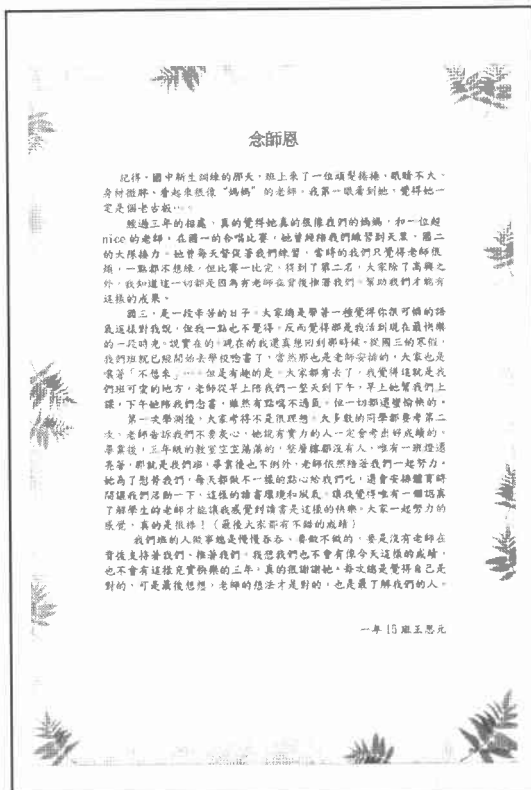 念師恩
記得,國中新生訓練的那天,班上來了一位頭髮捲捲、眼睛不大、
身材微胖、看起來很像“媽媽”的老師。我第一眼看到她,覺得她一
定是個老古板……
經過三年的相處,真的覺得她真的很像我們的媽媽,和一位超
nice的老師。在國一的合唱比賽,她曾經陪我們練習到天黑,國二
的大隊接力,她曾每天督促著我們練習,當時的我們只覺得老師很
煩,一點都不想練,但比賽一比完,得到了第二名,大家除了高興之
外,我知道這一切都是因為有老師在背後推著我們,幫助我們才能有
這樣的成果。
國三,是一段辛苦的日子。大家總是帶著一種覺得你很可憐的語
氣這樣對我說,但我一點也不覺得。反而覺得那是我活到現在最快樂
的一段時光。說實在的,現在的我還真想回到那時候。從國三的寒假,
我們班就已經開始去學校唸書了,當然那也是老師安排的,大家也是
嚷著「不想來」…。但是有趣的是,大家都有去了,我覺得這就是我
們班可愛的地方,老師從早上陪我們一整天到下午,早上她幫我們上
課,下午她陪我們念書,雖然有點喘不過氣。但一切都還蠻愉快的。
第一次學測後,大家考得不是很理想,大多數的同學都要考第二
次,老師告訴我們不要灰心,她說有實力的人一定會考出好成績的。
畢業後,三年級的教室空空蕩蕩的,整層樓都沒有人,唯有一班燈還
亮著,那就是我們班,畢業後也不例外,老師依然陪著我們一起努力。
她為了慰勞我們,每天都做不一樣的點心給我們吃,還會安排體育時
間讓我們活動一下,這樣的讀書環境和風氣,讓我覺得唯有一個認真
了解學生的老師才能讓我感覺到讀書是這樣的快樂。大家一起努力的
感覺,真的是很棒!(最後大家都有不錯的成績)
我們班的人做事總是慢慢吞吞、要做不做的,要是沒有老師在
背後支持著我們、推著我們。我想我們也不會有像今天這樣的成績,
也不會有這樣充實快樂的三年,真的很謝謝她。每次總是覺得自己是
對的,可是最後想想,老師的想法才是對的,也是最了解我們的人。
一年15班王思元